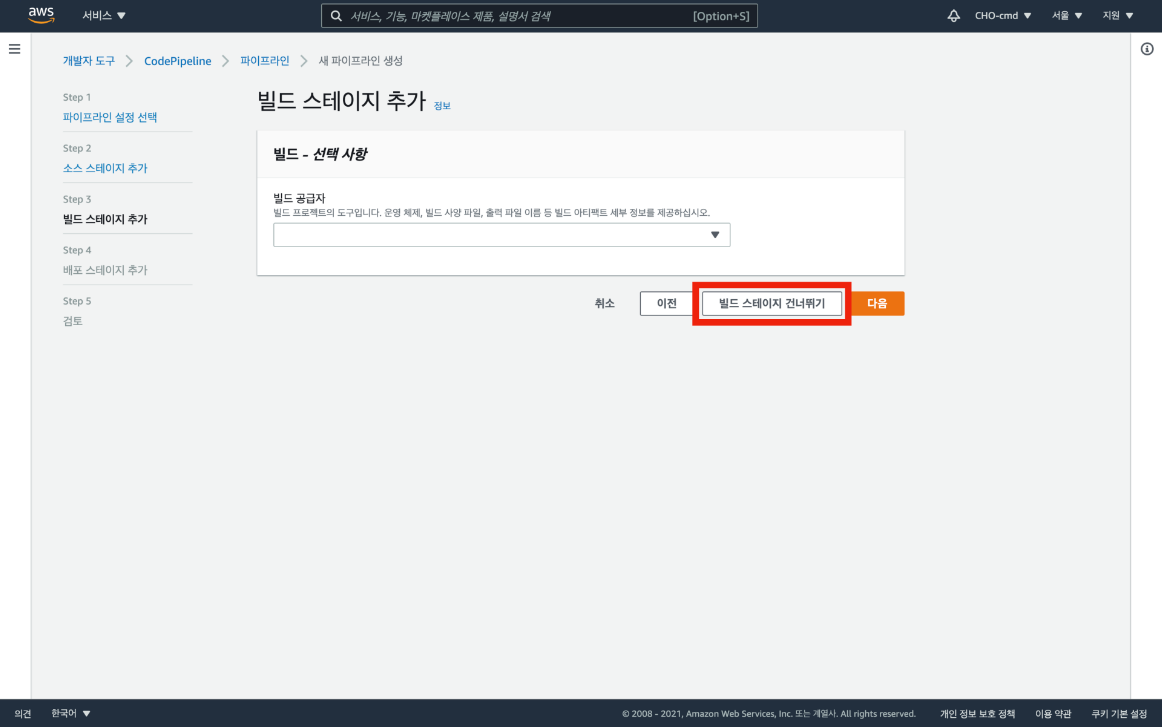 aws 서비스 ▼ 서비스, 기능, 마켓플레이스 제품, 설명서 검색 [Option+S] CHO-cmd ▼ 서울 ▼ 지원 ▼
개발자 도구 > CodePipeline > 파이프라인 > 새 파이프라인 생성
Step 1
파이프라인 설정 선택
Step 2
소스 스테이지 추가
Step 3
빌드 스테이지 추가
Step 4
배포 스테이지 추가
Step 5
검토
빌드 스테이지 추가 정보
빌드 - 선택 사항
빌드 공급자
빌드 프로젝트의 도구입니다. 운영 체제, 빌드 사양 파일, 출력 파일 이름 등 빌드 아티팩트 세부 정보를 제공하십시오.
취소 이전 빌드 스테이지 건너뛰기 다음
의견 한국어 ▼ © 2008 - 2021, Amazon Web Services, Inc. 또는 계열사. All rights reserved. 개인 정보 보호 정책 이용 약관 쿠키 기본 설정